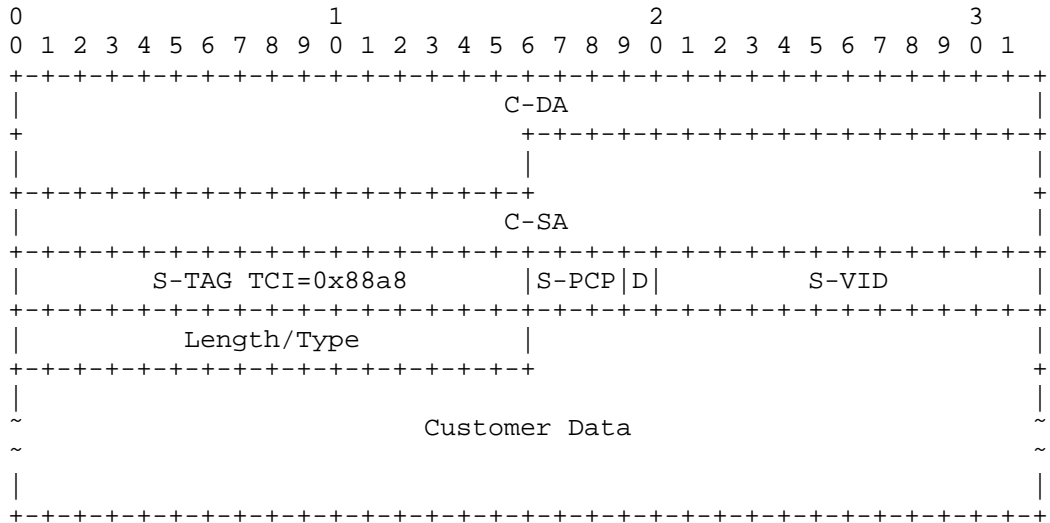 0                   1                   2                   3
0 1 2 3 4 5 6 7 8 9 0 1 2 3 4 5 6 7 8 9 0 1 2 3 4 5 6 7 8 9 0 1
+-+-+-+-+-+-+-+-+-+-+-+-+-+-+-+-+-+-+-+-+-+-+-+-+-+-+-+-+-+-+-+-+
|                              C-DA                             |
+                               +-+-+-+-+-+-+-+-+-+-+-+-+-+-+-+-+
|                               |                               |
+-+-+-+-+-+-+-+-+-+-+-+-+-+-+-+-+                               +
|                              C-SA                             |
+-+-+-+-+-+-+-+-+-+-+-+-+-+-+-+-+-+-+-+-+-+-+-+-+-+-+-+-+-+-+-+-+
|        S-TAG TCI=0x88a8       |S-PCP|D|         S-VID         |
+-+-+-+-+-+-+-+-+-+-+-+-+-+-+-+-+-+-+-+-+-+-+-+-+-+-+-+-+-+-+-+-+
|          Length/Type          |                               |
+-+-+-+-+-+-+-+-+-+-+-+-+-+-+-+-+                               +
|                                                               |
~                         Customer Data                         ~
~                                                               ~
|                                                               |
+-+-+-+-+-+-+-+-+-+-+-+-+-+-+-+-+-+-+-+-+-+-+-+-+-+-+-+-+-+-+-+-+